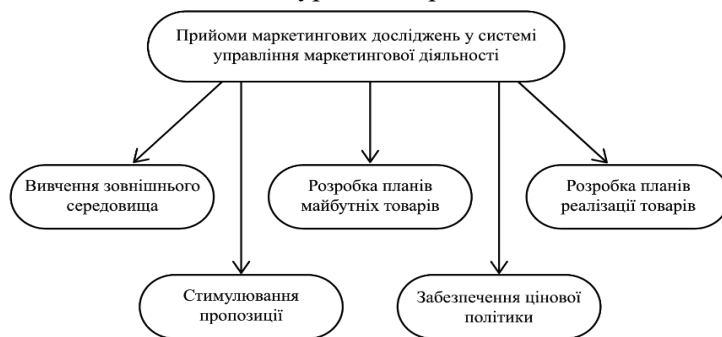 Прийоми маркетингових досліджень у системі
управління маркетингової діяльності
Вивчення зовнішнього
середовища
Розробка планів
майбутніх товарів
Розробка планів
реалізації товарів
Стимулювання
пропозиції
Забезпечення цінової
політики